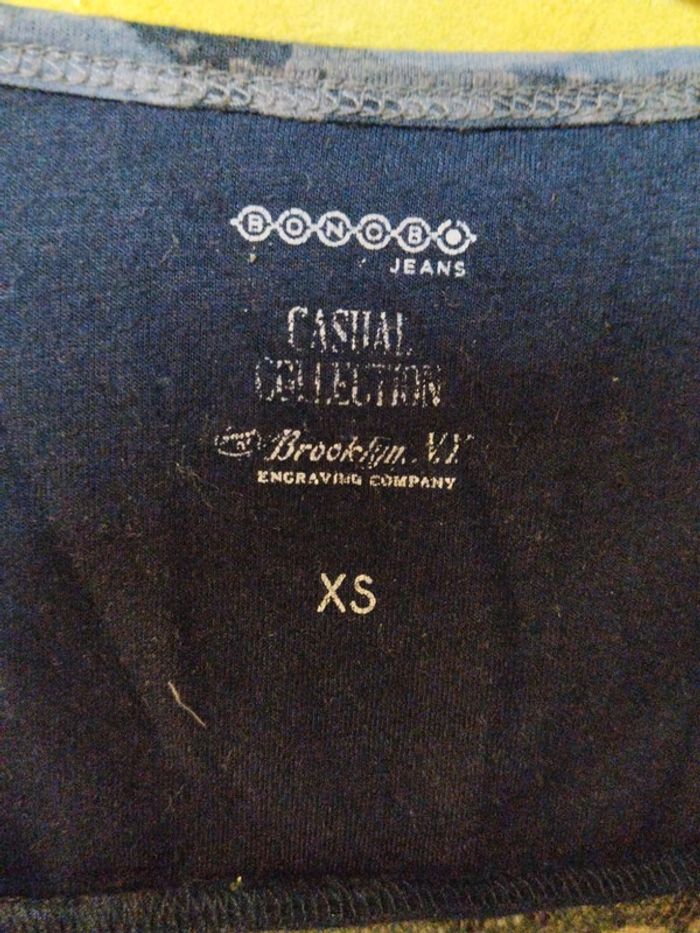 BONOBO
JEANS
CASUAL
COLLECTION
Brooklyn, N.Y
ENGRAVING COMPANY
XS